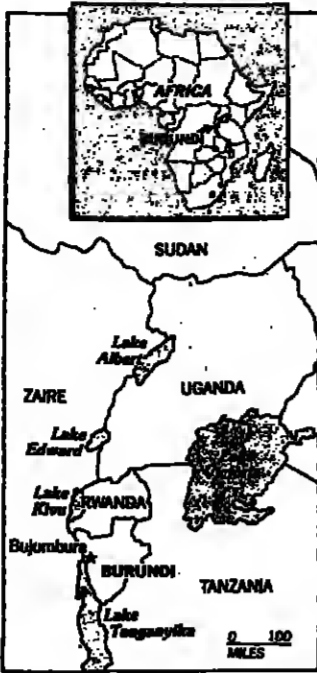 AFRICA
BURUNDI
SUDAN
Lake
Albert
ZAIRE
UGANDA
Lake
Edward
Lake
Kivu
RWANDA
Bujumbura
BURUNDI
TANZANIA
Lake
Tanganyika
0 100
MILES